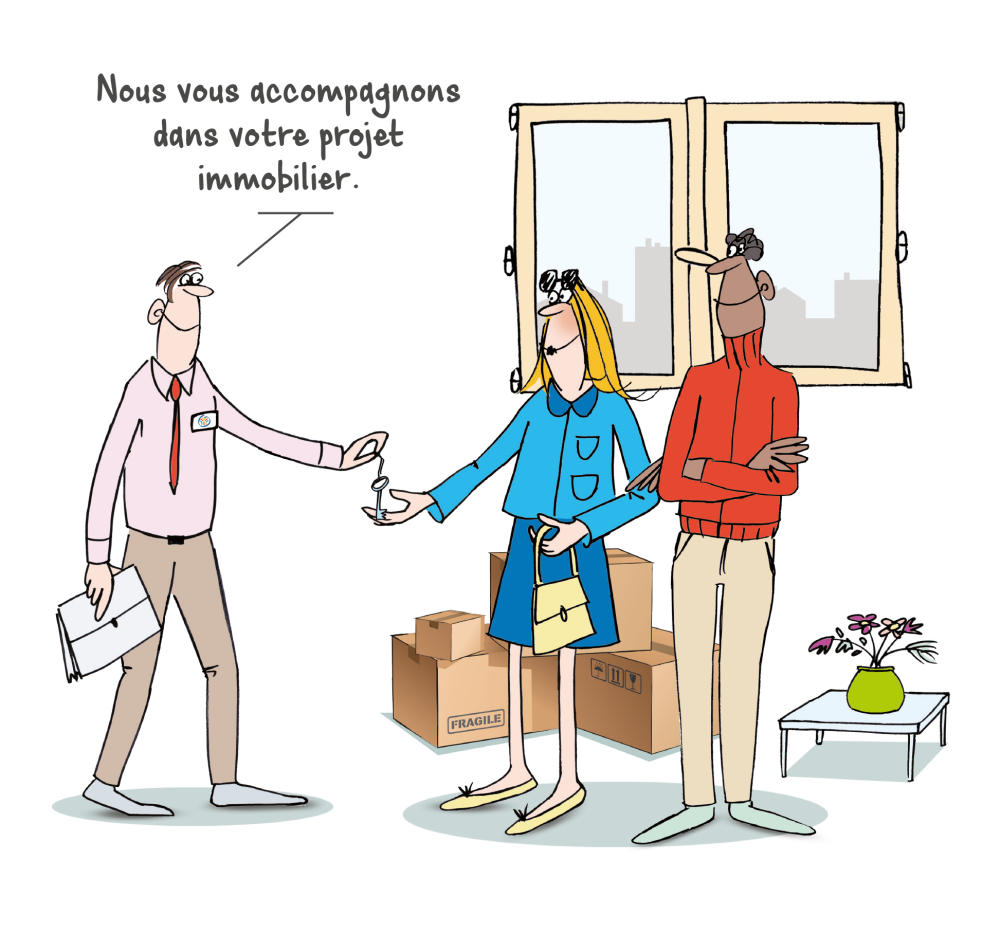 Nous vous accompagnons
dans votre projet
immobilier.
FRAGILE